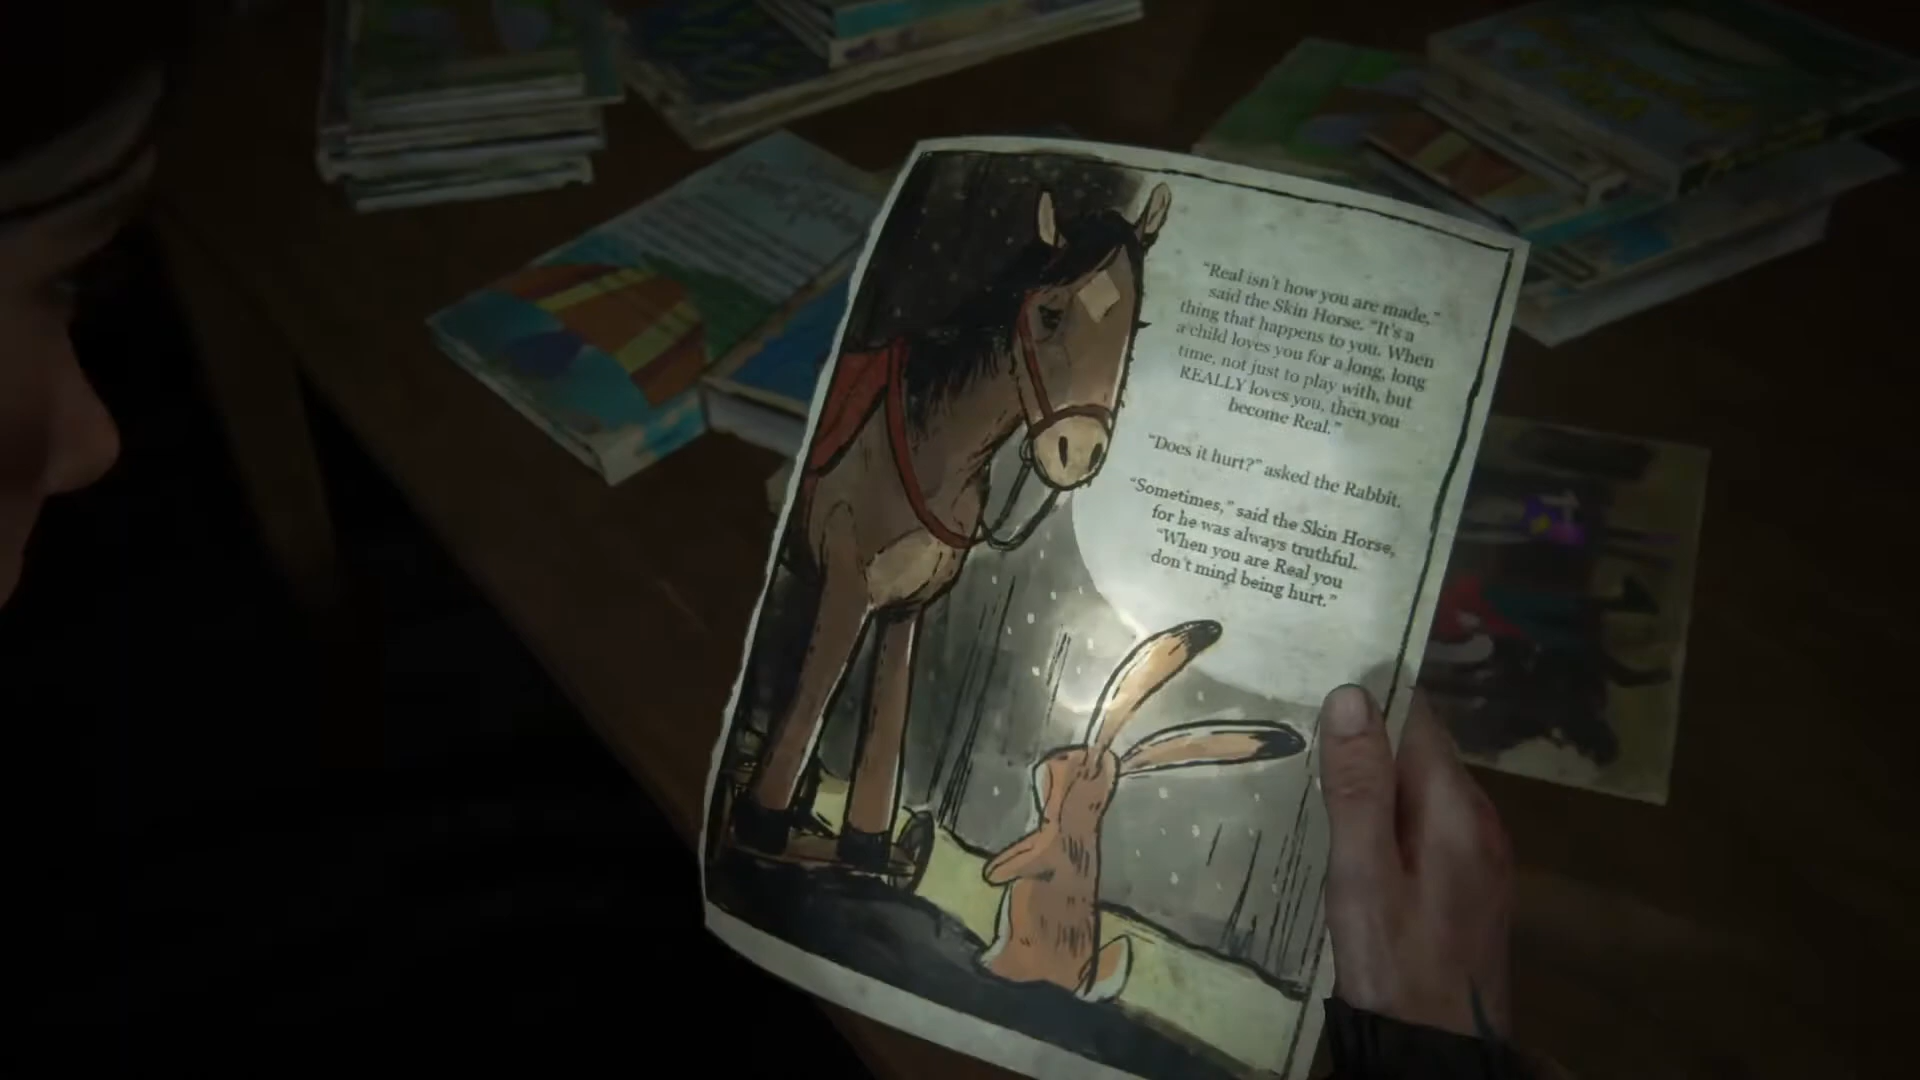 “Real isn’t how you are made,”
said the Skin Horse. “It’s a
thing that happens to you. When
a child loves you for a long, long
time, not just to play with, but
REALLY loves you, then you
become Real.”
“Does it hurt?” asked the Rabbit.
“Sometimes,” said the Skin Horse,
for he was always truthful.
“When you are Real you
don’t mind being hurt.”